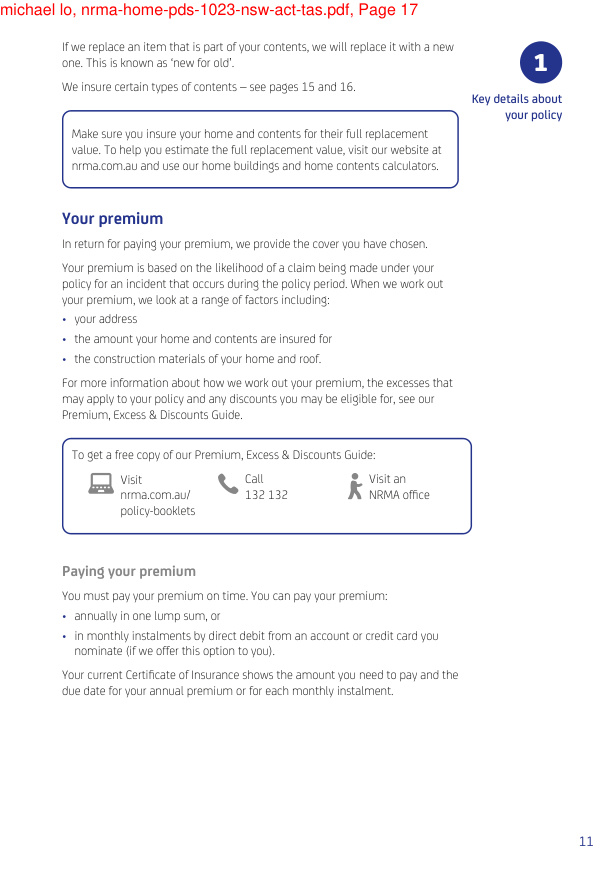 michael lo, nrma-home-pds-1023-nsw-act-tas.pdf, Page 17
If we replace an item that is part of your contents, we will replace it with a new
one. This is known as ‘new for old’.
We insure certain types of contents – see pages 15 and 16.
1
Key details about
your policy
Make sure you insure your home and contents for their full replacement
value. To help you estimate the full replacement value, visit our website at
nrma.com.au and use our home buildings and home contents calculators.
Your premium
In return for paying your premium, we provide the cover you have chosen.
Your premium is based on the likelihood of a claim being made under your
policy for an incident that occurs during the policy period. When we work out
your premium, we look at a range of factors including:
• your address
• the amount your home and contents are insured for
• the construction materials of your home and roof.
For more information about how we work out your premium, the excesses that
may apply to your policy and any discounts you may be eligible for, see our
Premium, Excess & Discounts Guide.
To get a free copy of our Premium, Excess & Discounts Guide:
Visit
nrma.com.au/
policy-booklets
Call
132 132
Visit an
NRMA office
Paying your premium
You must pay your premium on time. You can pay your premium:
• annually in one lump sum, or
• in monthly instalments by direct debit from an account or credit card you
nominate (if we offer this option to you).
Your current Certificate of Insurance shows the amount you need to pay and the
due date for your annual premium or for each monthly instalment.
11